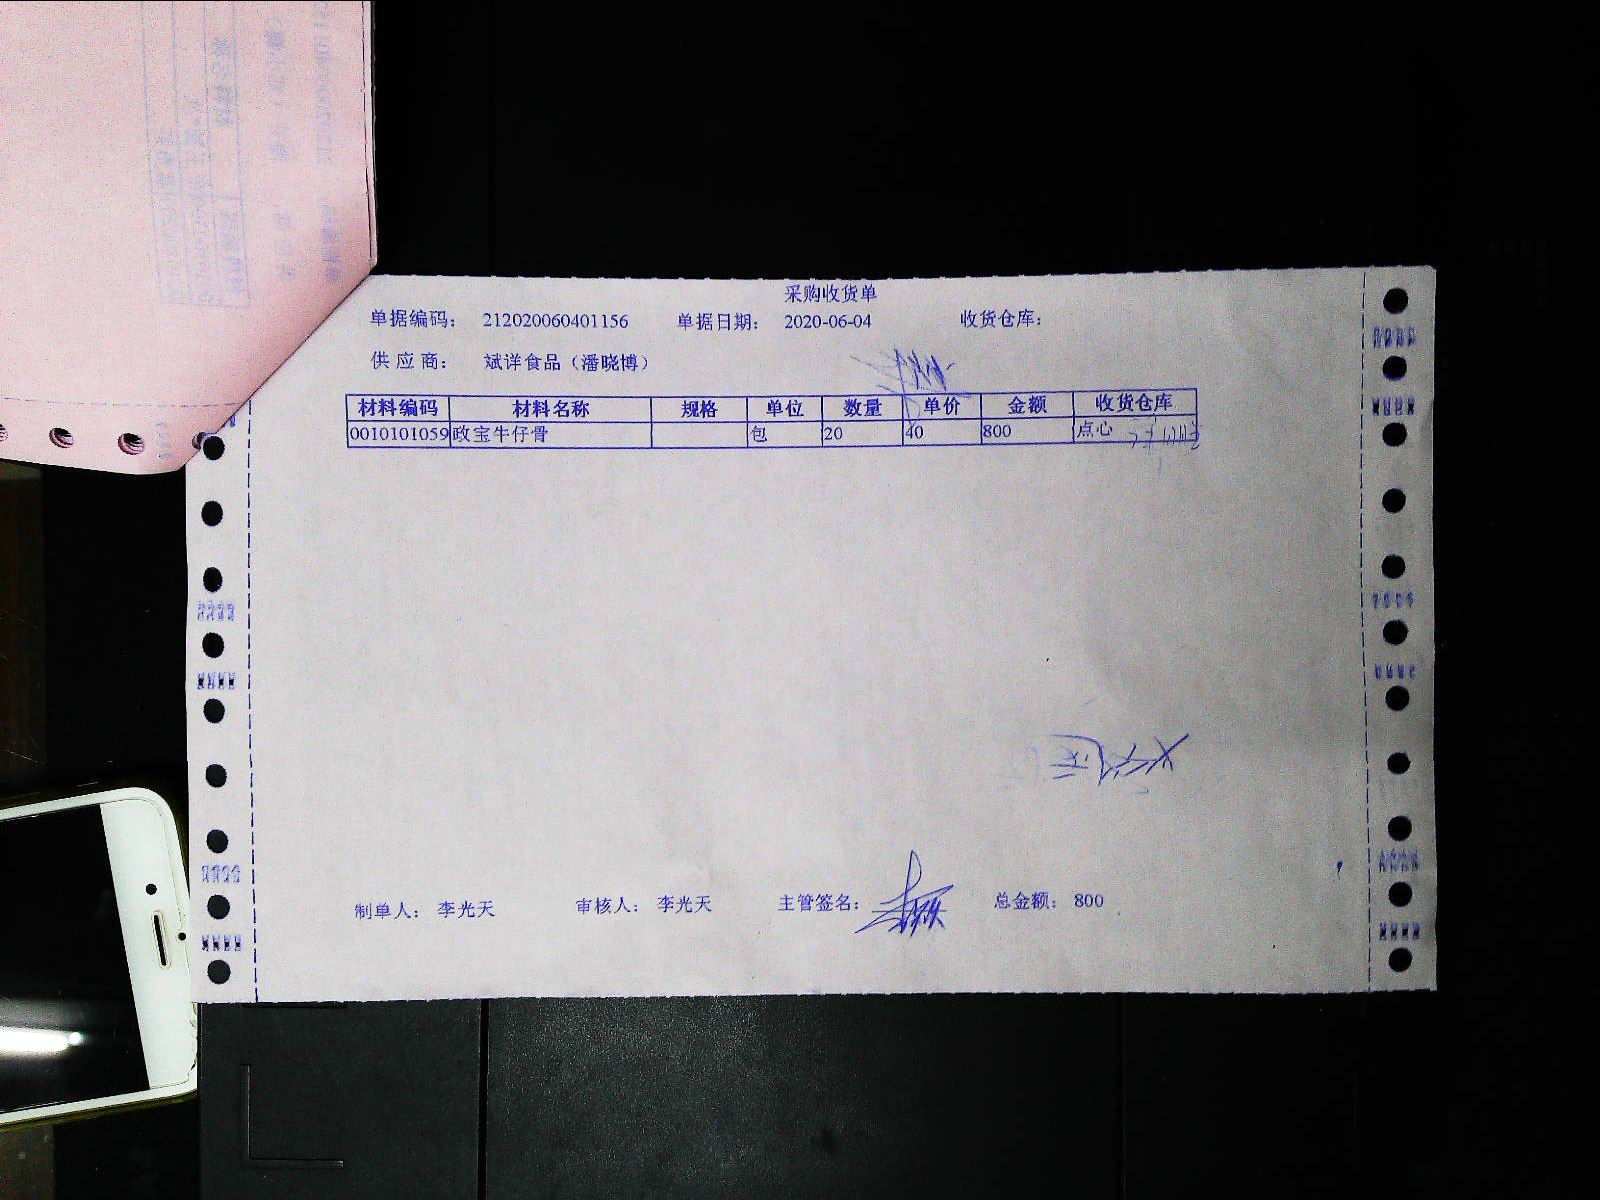 采购收货单
单据编码： 212020060401156 单据日期： 2020-06-04 收货仓库：
供应商： 斌详食品（潘晓博）
材料编码 材料名称 规格 单位 数量 单价 金额 收货仓库
0010101059 政宝牛仔骨 包 20 40 800 点心
制单人： 李光天 审核人： 李光天 主管签名： 总金额： 800